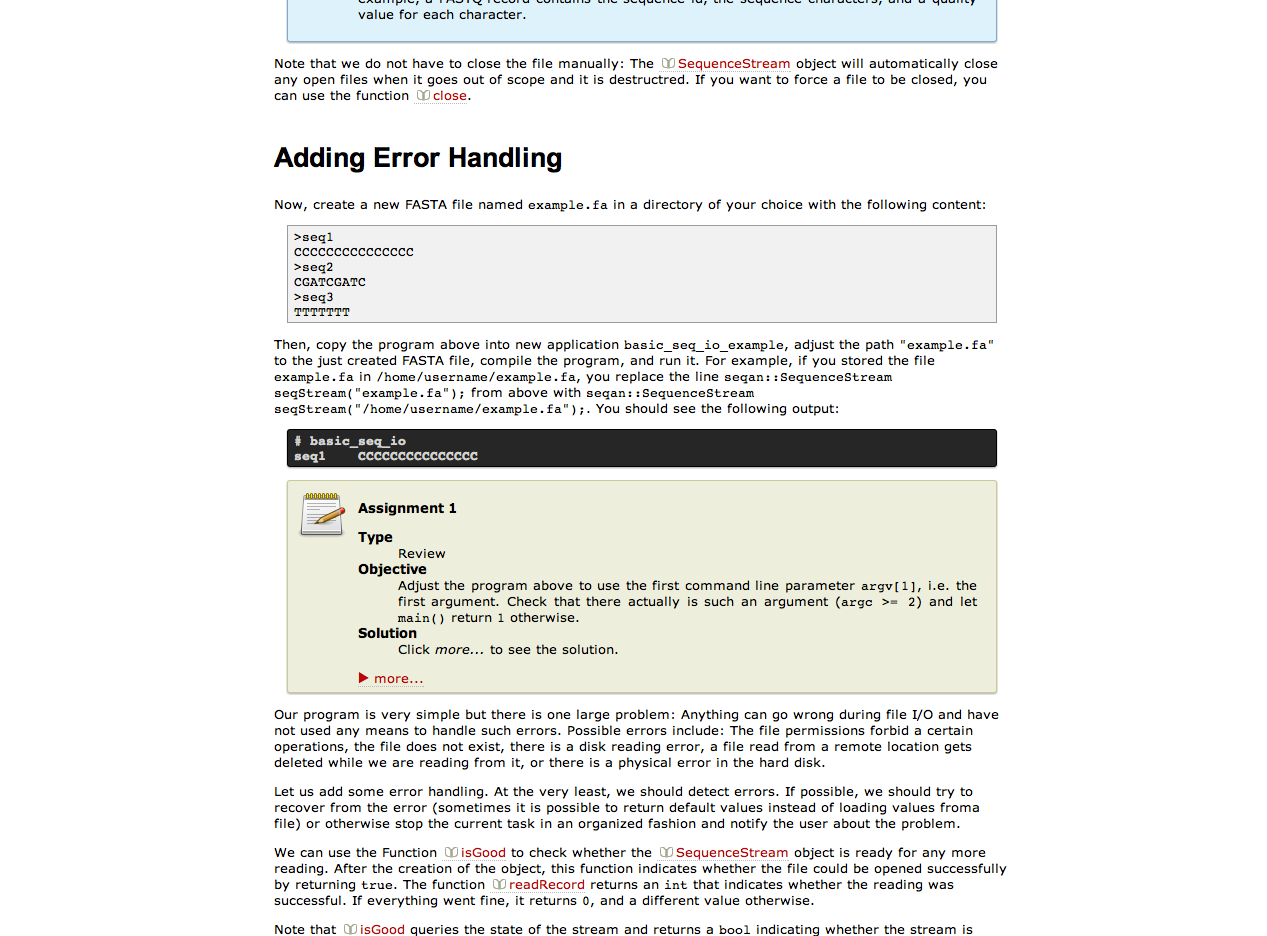 example, a FASTQ record contains the sequence id, the sequence characters, and a quality
value for each character.
Note that we do not have to close the file manually: The SequenceStream object will automatically close
any open files when it goes out of scope and it is destructred. If you want to force a file to be closed, you
can use the function close.
Adding Error Handling
Now, create a new FASTA file named example.fa in a directory of your choice with the following content:
>seq1
CCCCCCCCCCCCCCC
>seq2
CGATCGATC
>seq3
TTTTTTT
Then, copy the program above into new application basic_seq_io_example, adjust the path "example.fa"
to the just created FASTA file, compile the program, and run it. For example, if you stored the file
example.fa in /home/username/example.fa, you replace the line seqan::SequenceStream
seqStream("example.fa"); from above with seqan::SequenceStream
seqStream("/home/username/example.fa");. You should see the following output:
# basic_seq_io
seq1    CCCCCCCCCCCCCCC
Assignment 1
Type
Review
Objective
Adjust the program above to use the first command line parameter argv[1], i.e. the
first argument. Check that there actually is such an argument (argc >= 2) and let
main() return 1 otherwise.
Solution
Click more... to see the solution.
more...
Our program is very simple but there is one large problem: Anything can go wrong during file I/O and have
not used any means to handle such errors. Possible errors include: The file permissions forbid a certain
operations, the file does not exist, there is a disk reading error, a file read from a remote location gets
deleted while we are reading from it, or there is a physical error in the hard disk.
Let us add some error handling. At the very least, we should detect errors. If possible, we should try to
recover from the error (sometimes it is possible to return default values instead of loading values froma
file) or otherwise stop the current task in an organized fashion and notify the user about the problem.
We can use the Function isGood to check whether the SequenceStream object is ready for any more
reading. After the creation of the object, this function indicates whether the file could be opened successfully
by returning true. The function readRecord returns an int that indicates whether the reading was
successful. If everything went fine, it returns 0, and a different value otherwise.
Note that isGood queries the state of the stream and returns a bool indicating whether the stream is